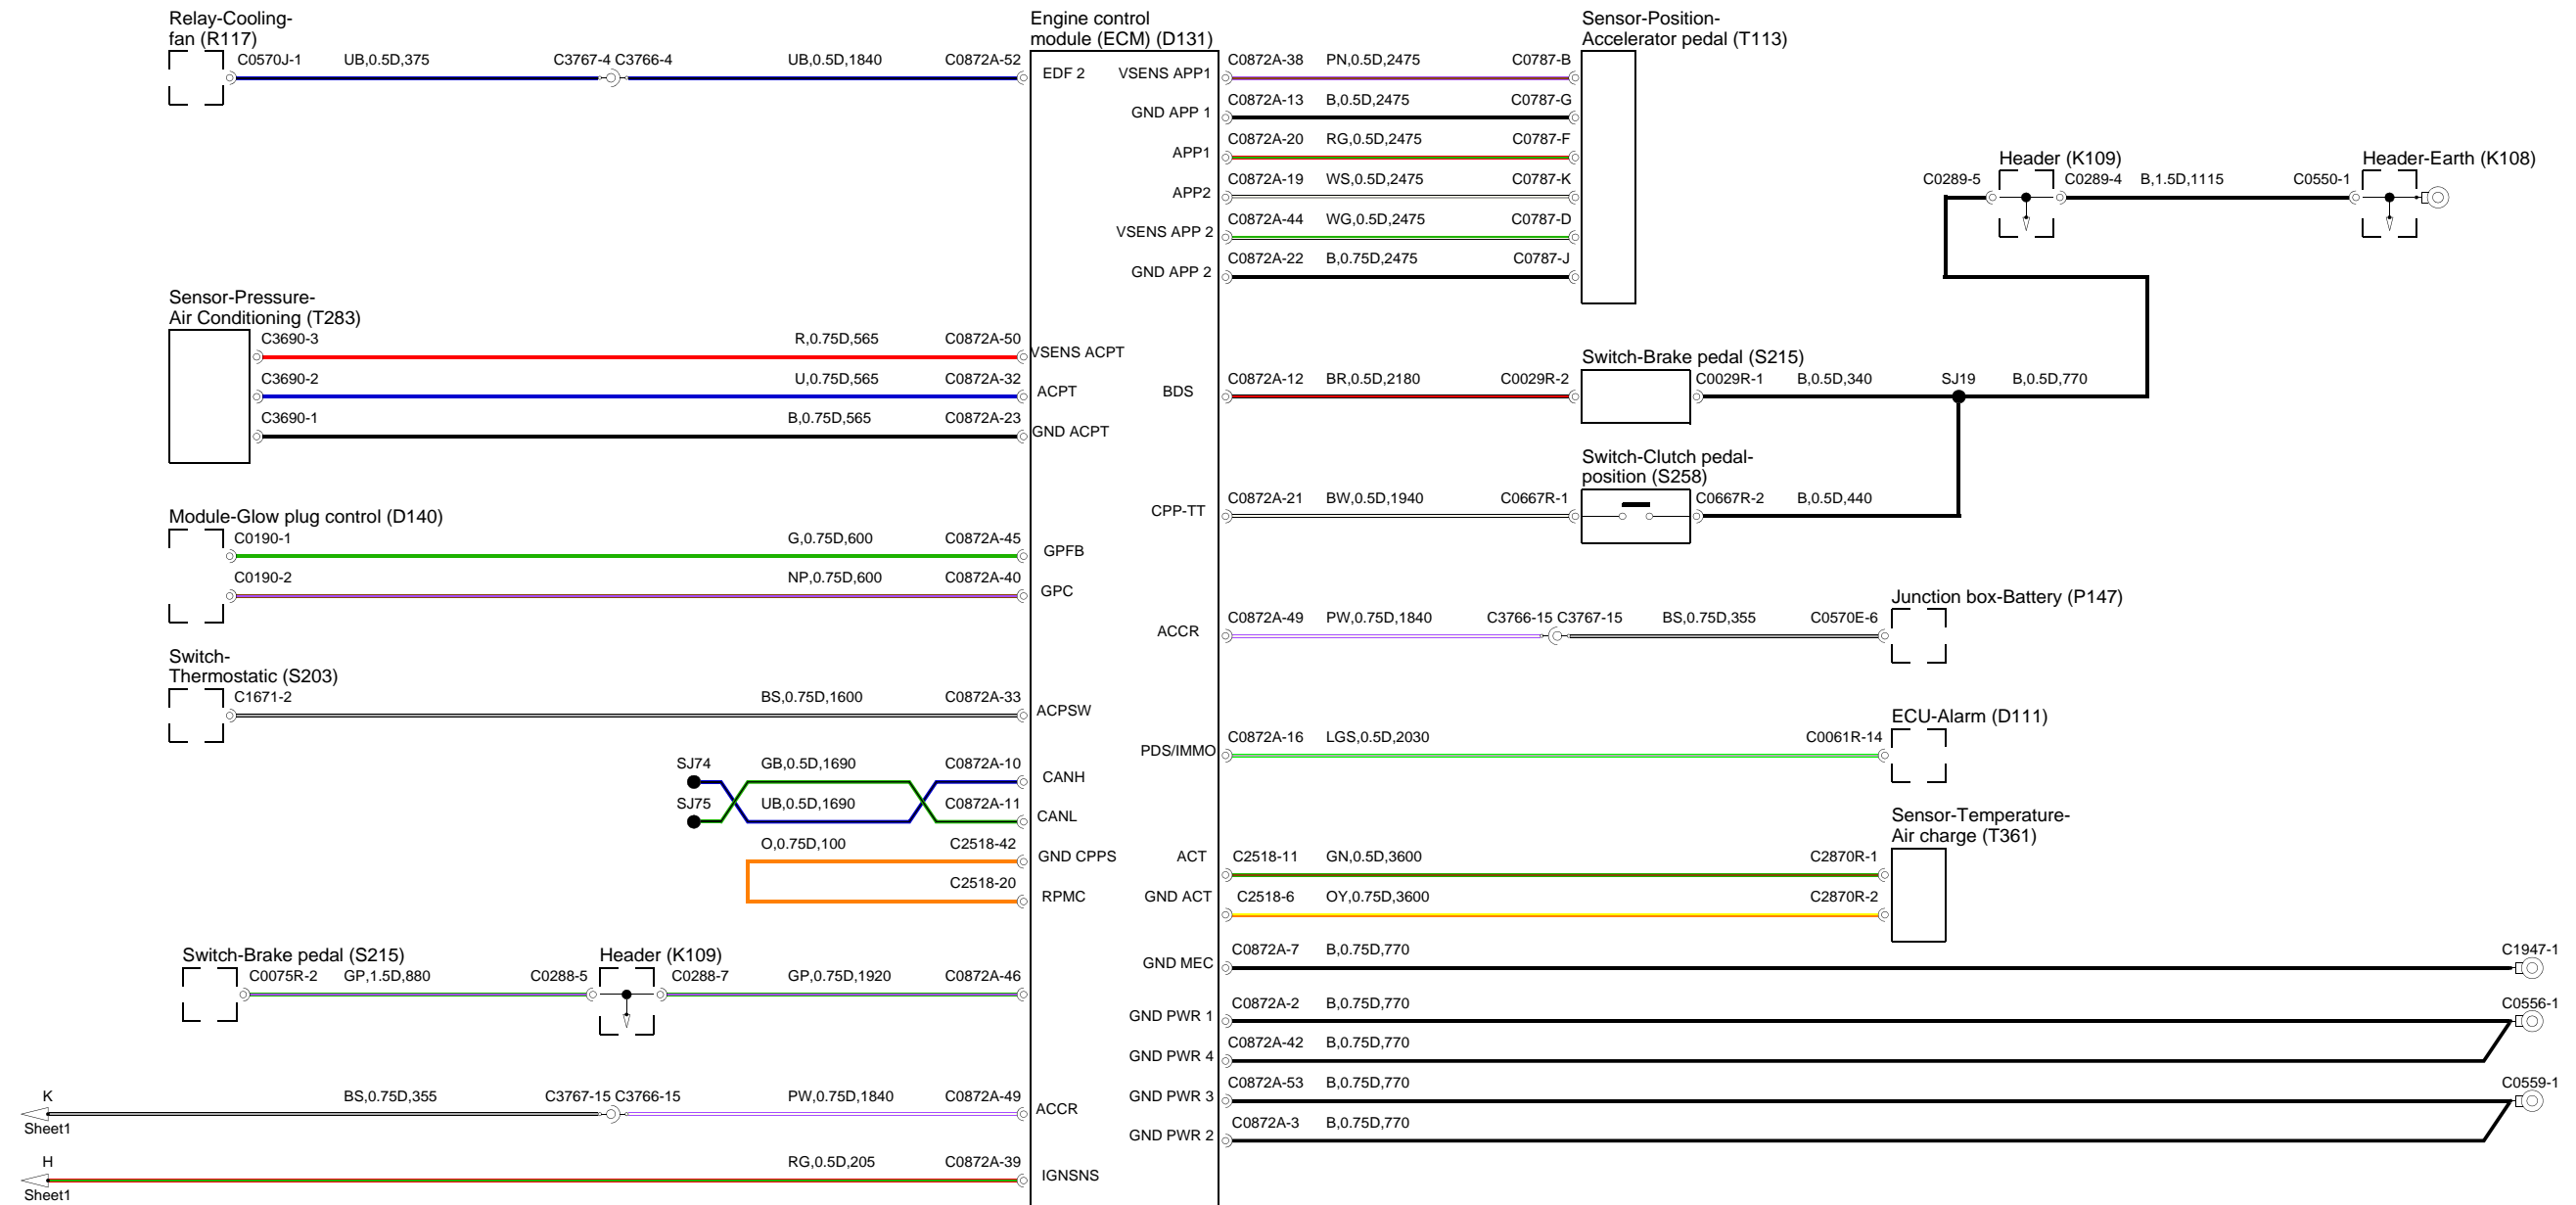 Relay-Cooling-
fan (R117)
C0570J-1 UB,0.5D,375 C3767-4 C3766-4 UB,0.5D,1840 C0872A-52
Engine control
module (ECM) (D131)
EDF 2
Sensor-Pressure-
Air Conditioning (T283)
C3690-3 R,0.75D,565 C0872A-50
VSENS ACPT
C3690-2 U,0.75D,565 C0872A-32
ACPT
C3690-1 B,0.75D,565 C0872A-23
GND ACPT
Module-Glow plug control (D140)
C0190-1 G,0.75D,600 C0872A-45
GPFB
C0190-2 NP,0.75D,600 C0872A-40
GPC
Switch-
Thermostatic (S203)
C1671-2 BS,0.75D,1600 C0872A-33
ACPSW
SJ74 GB,0.5D,1690 C0872A-10
CANH
SJ75 UB,0.5D,1690 C0872A-11
CANL
O,0.75D,100 C2518-42
GND CPPS
C2518-20
RPMC
Switch-Brake pedal (S215)
Header (K109)
C0075R-2 GP,1.5D,880 C0288-5 C0288-7 GP,0.75D,1920 C0872A-46
K BS,0.75D,355 C3767-15 C3766-15 PW,0.75D,1840 C0872A-49
ACCR
Sheet1
H RG,0.5D,205 C0872A-39
IGNSNS
Sheet1
Sensor-Position-
Accelerator pedal (T113)
VSENS APP1
C0872A-38 PN,0.5D,2475 C0787-B
GND APP 1
C0872A-13 B,0.5D,2475 C0787-G
APP1
C0872A-20 RG,0.5D,2475 C0787-F
APP2
C0872A-19 WS,0.5D,2475 C0787-K
VSENS APP 2
C0872A-44 WG,0.5D,2475 C0787-D
GND APP 2
C0872A-22 B,0.75D,2475 C0787-J
Header (K109)
Header-Earth (K108)
C0289-5 C0289-4 B,1.5D,1115 C0550-1
Switch-Brake pedal (S215)
BDS
C0872A-12 BR,0.5D,2180 C0029R-2 C0029R-1 B,0.5D,340 SJ19 B,0.5D,770
Switch-Clutch pedal-
position (S258)
CPP-TT
C0872A-21 BW,0.5D,1940 C0667R-1 C0667R-2 B,0.5D,440
Junction box-Battery (P147)
ACCR
C0872A-49 PW,0.75D,1840 C3766-15 C3767-15 BS,0.75D,355 C0570E-6
ECU-Alarm (D111)
PDS/IMMO
C0872A-16 LGS,0.5D,2030 C0061R-14
Sensor-Temperature-
Air charge (T361)
ACT
C2518-11 GN,0.5D,3600 C2870R-1
GND ACT
C2518-6 OY,0.75D,3600 C2870R-2
GND MEC
C0872A-7 B,0.75D,770 C1947-1
GND PWR 1
C0872A-2 B,0.75D,770 C0556-1
GND PWR 4
C0872A-42 B,0.75D,770
GND PWR 3
C0872A-53 B,0.75D,770 C0559-1
GND PWR 2
C0872A-3 B,0.75D,770